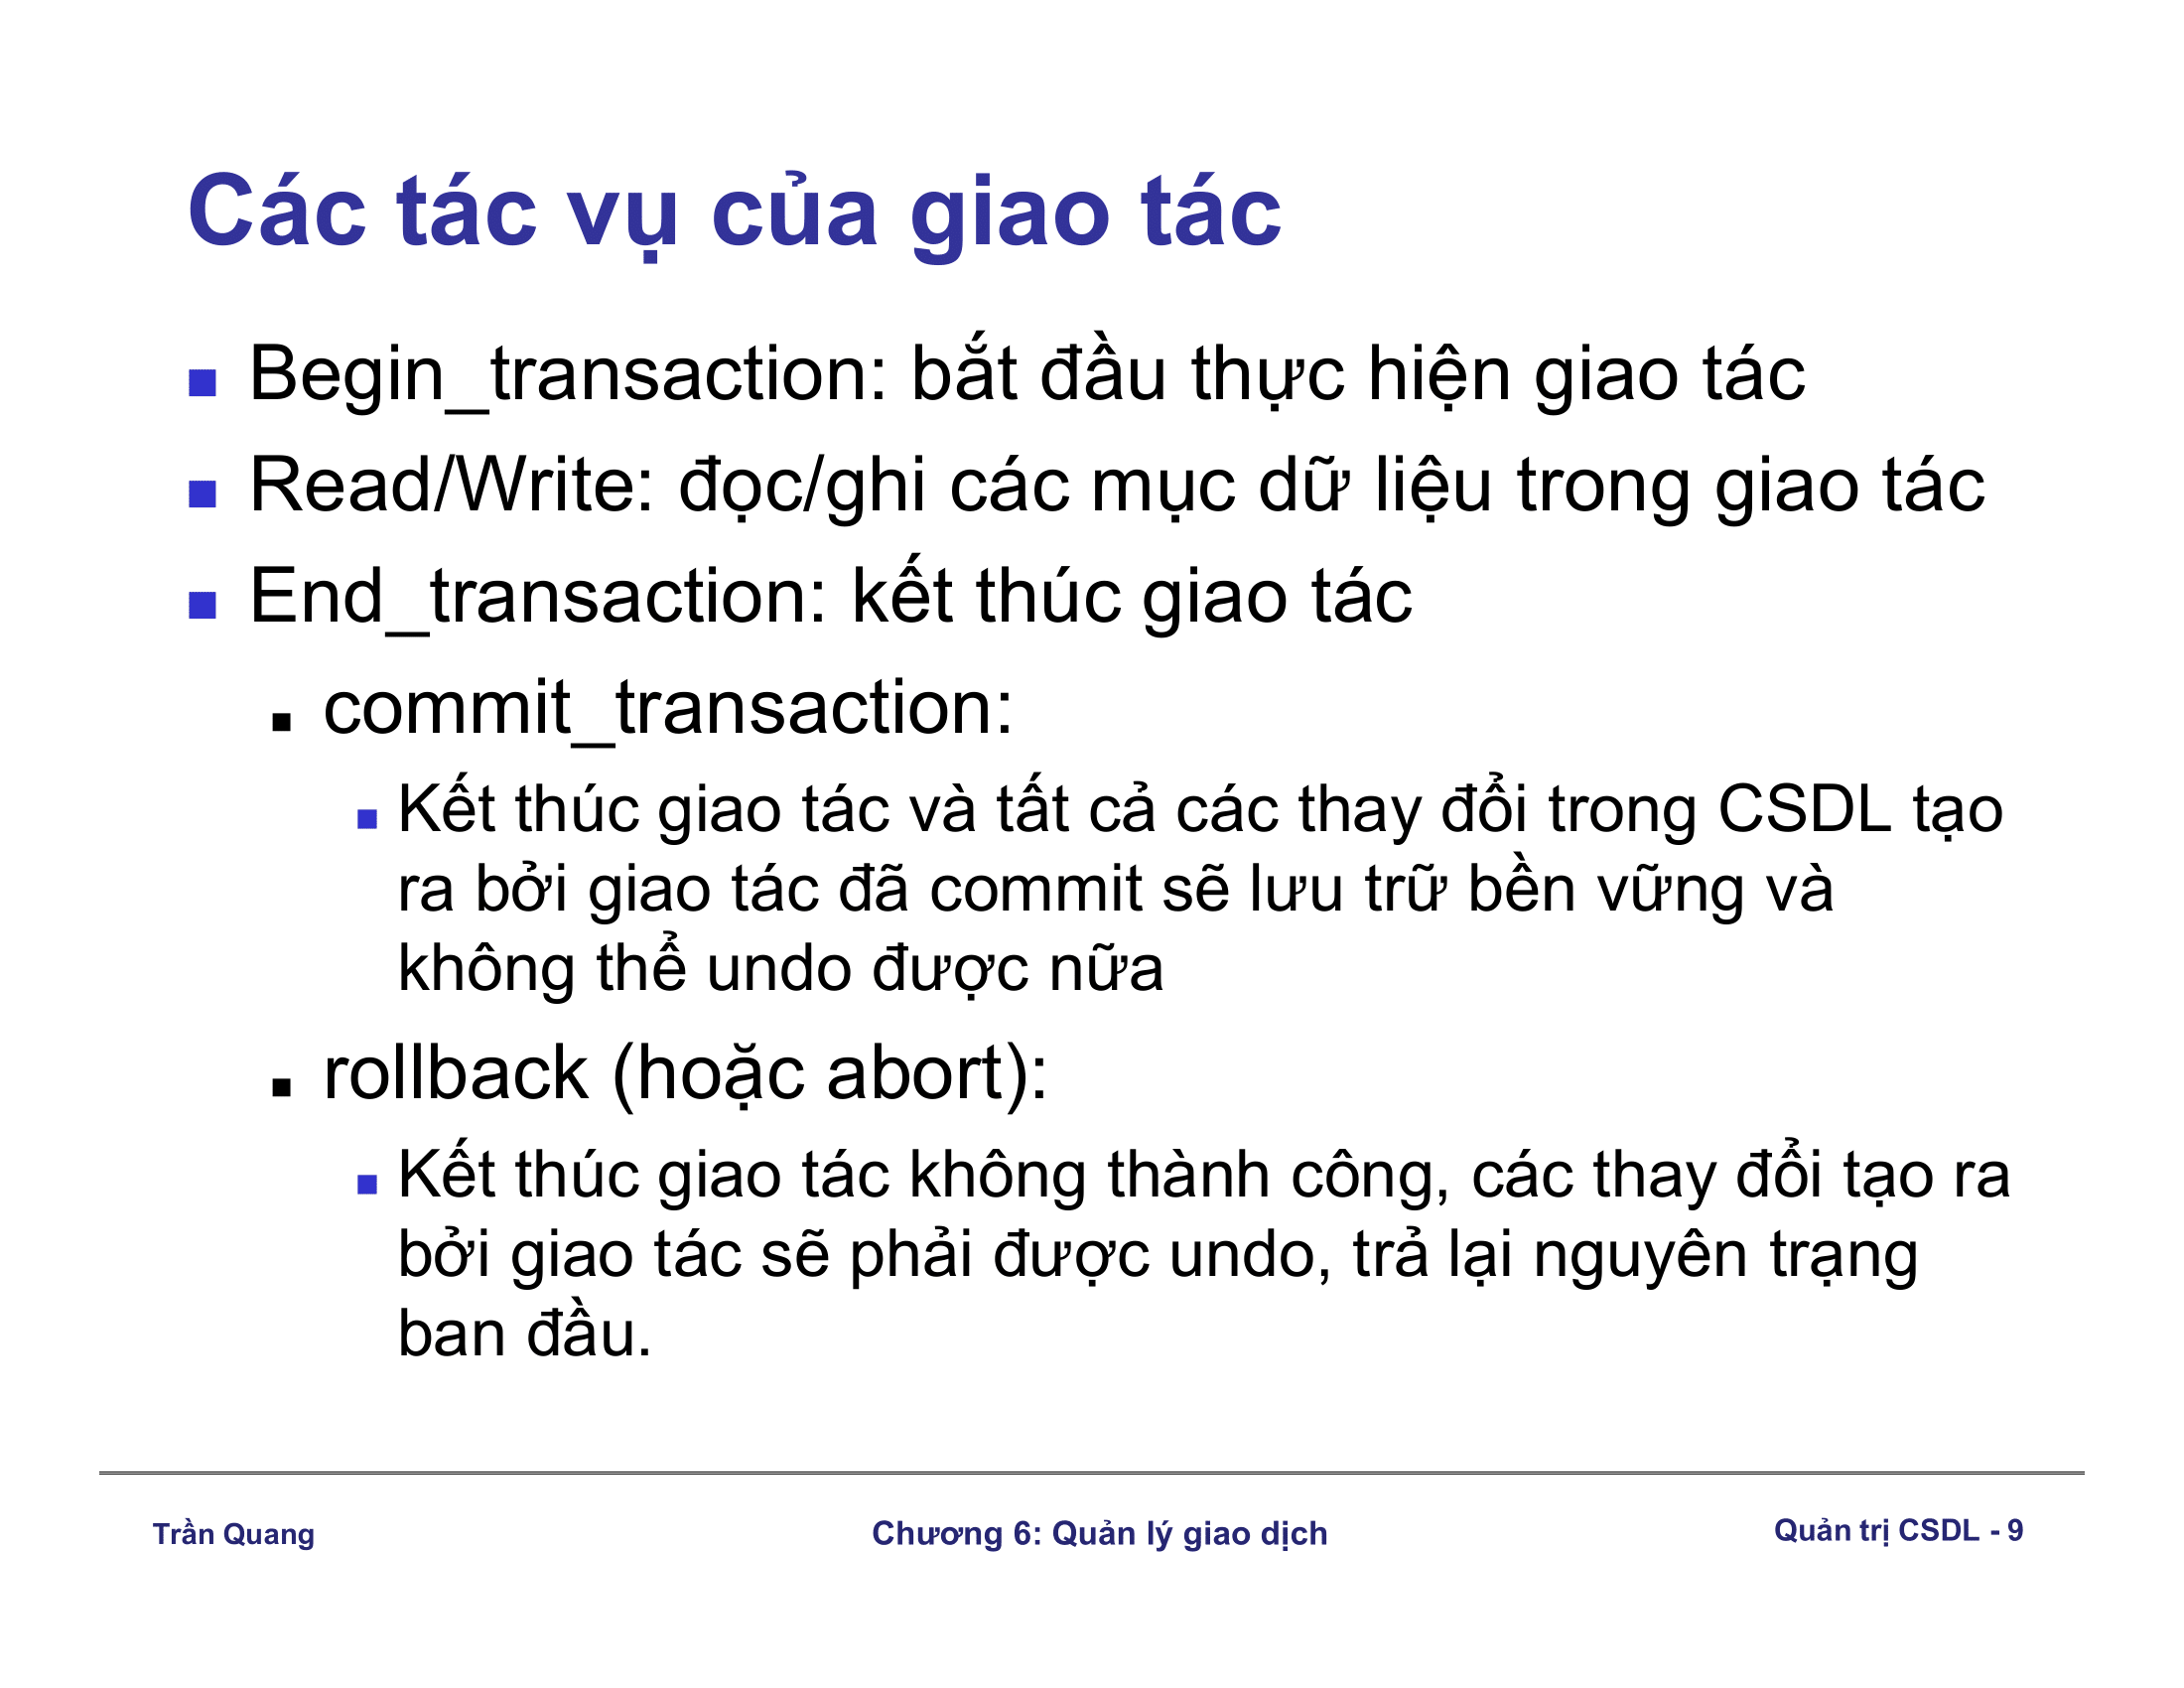 Các tác vụ của giao tác
Begin_transaction: bắt đầu thực hiện giao tác
Read/Write: đọc/ghi các mục dữ liệu trong giao tác
End_transaction: kết thúc giao tác
commit_transaction:
Kết thúc giao tác và tất cả các thay đổi trong CSDL tạo
ra bởi giao tác đã commit sẽ lưu trữ bền vững và
không thể undo được nữa
rollback (hoặc abort):
Kết thúc giao tác không thành công, các thay đổi tạo ra
bởi giao tác sẽ phải được undo, trả lại nguyên trạng
ban đầu.
Trần Quang
Chương 6: Quản lý giao dịch
Quản trị CSDL - 9